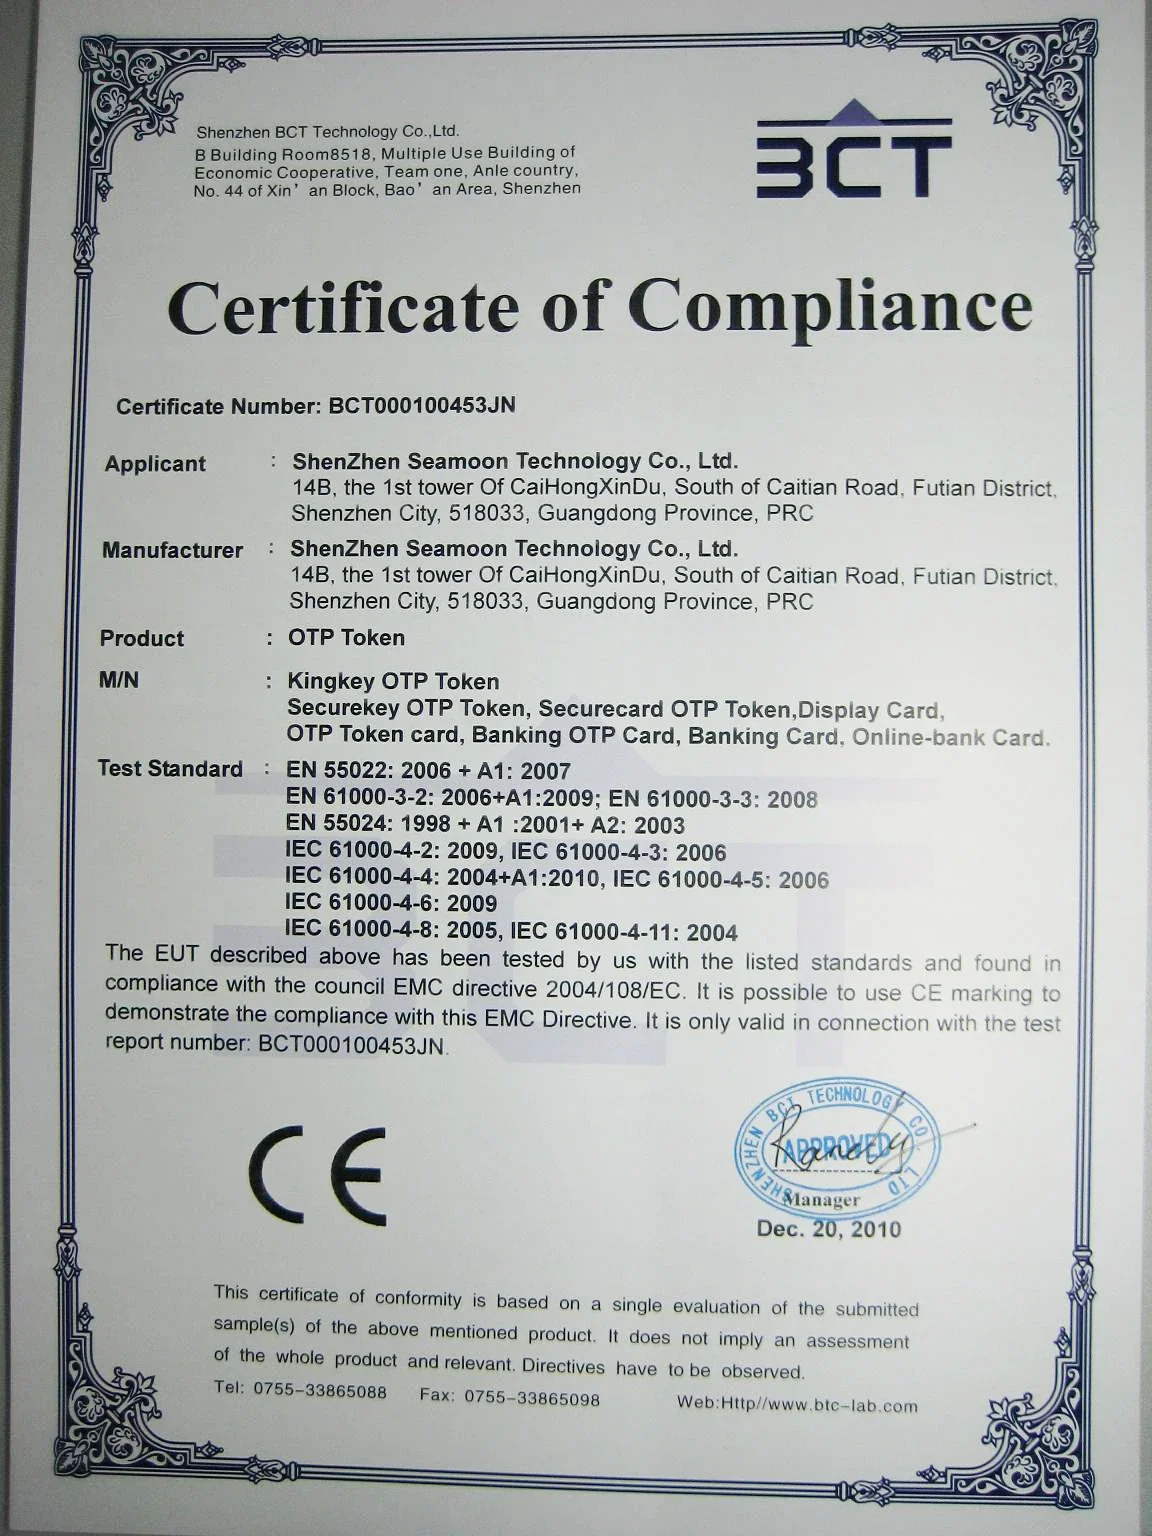 Shenzhen BCT Technology Co.,Ltd.
B Building Room8518, Multiple Use Building of
Economic Cooperative, Team one, Anle country,
No. 44 of Xin' an Block, Bao' an Area, Shenzhen
BCT
Certificate of Compliance
Certificate Number: BCT000100453JN
Applicant : ShenZhen Seamoon Technology Co., Ltd.
14B, the 1st tower Of CaiHongXinDu, South of Caitian Road, Futian District,
Shenzhen City, 518033, Guangdong Province, PRC
Manufacturer : ShenZhen Seamoon Technology Co., Ltd.
14B, the 1st tower Of CaiHongXinDu, South of Caitian Road, Futian District,
Shenzhen City, 518033, Guangdong Province, PRC
Product : OTP Token
M/N : Kingkey OTP Token
Securekey OTP Token, Securecard OTP Token,Display Card,
OTP Token card, Banking OTP Card, Banking Card, Online-bank Card.
Test Standard : EN 55022: 2006 + A1: 2007
EN 61000-3-2: 2006+A1:2009; EN 61000-3-3: 2008
EN 55024: 1998 + A1 :2001+ A2: 2003
IEC 61000-4-2: 2009, IEC 61000-4-3: 2006
IEC 61000-4-4: 2004+A1:2010, IEC 61000-4-5: 2006
IEC 61000-4-6: 2009
IEC 61000-4-8: 2005, IEC 61000-4-11: 2004
The EUT described above has been tested by us with the listed standards and found in
compliance with the council EMC directive 2004/108/EC. It is possible to use CE marking to
demonstrate the compliance with this EMC Directive. It is only valid in connection with the test
report number: BCT000100453JN.
CE
SHENZHEN BCT TECHNOLOGY CO. LTD
APPROVED
Manager
Dec. 20, 2010
This certificate of conformity is based on a single evaluation of the submitted
sample(s) of the above mentioned product. It does not imply an assessment
of the whole product and relevant. Directives have to be observed.
Tel: 0755-33865088 Fax: 0755-33865098 Web:Http//www.btc-lab.com